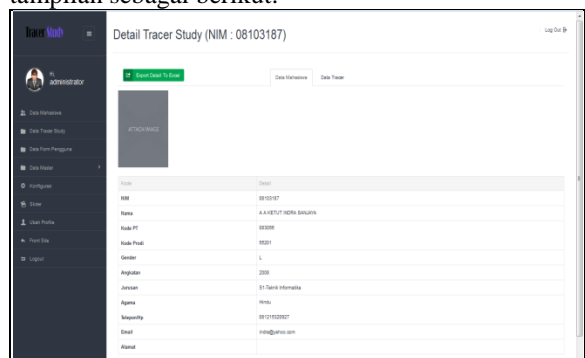 tampilan sebagai berikut:
Tracer Study
Detail Tracer Study (NIM : 08103187)
Log Out
Hi,
administrator
Export Detail To Excel
Data Mahasiswa
Data Tracer
Data Mahasiswa
Data Tracer Study
Data Form Pengguna
Data Master
Konfigurasi
Slider
User Profile
Front Site
Logout
ATTACH IMAGE
Kode Detail
NIM 08103187
Nama A A KETUT INDRA SANJAYA
Kode PT
Kode Prodi 55201
Gender L
Angkatan 2008
Jurusan S1-Teknik Informatika
Agama Hindu
Telepon/Hp
Email indra@yahoo.com
Alamat